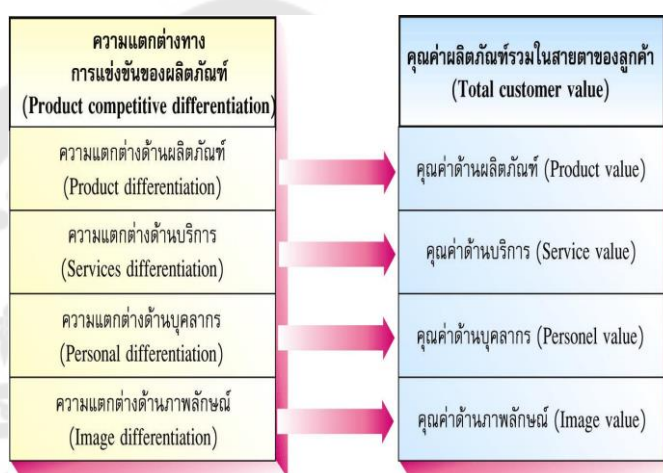 ความแตกต่างทาง
การแข่งขันของผลิตภัณฑ์
(Product competitive differentiation)
คุณค่าผลิตภัณฑ์รวมในสายตาของลูกค้า
(Total customer value)
ความแตกต่างด้านผลิตภัณฑ์
(Product differentiation)
คุณค่าด้านผลิตภัณฑ์ (Product value)
ความแตกต่างด้านบริการ
(Services differentiation)
คุณค่าด้านบริการ (Service value)
ความแตกต่างด้านบุคลากร
(Personal differentiation)
คุณค่าด้านบุคลากร (Personel value)
ความแตกต่างด้านภาพลักษณ์
(Image differentiation)
คุณค่าด้านภาพลักษณ์ (Image value)